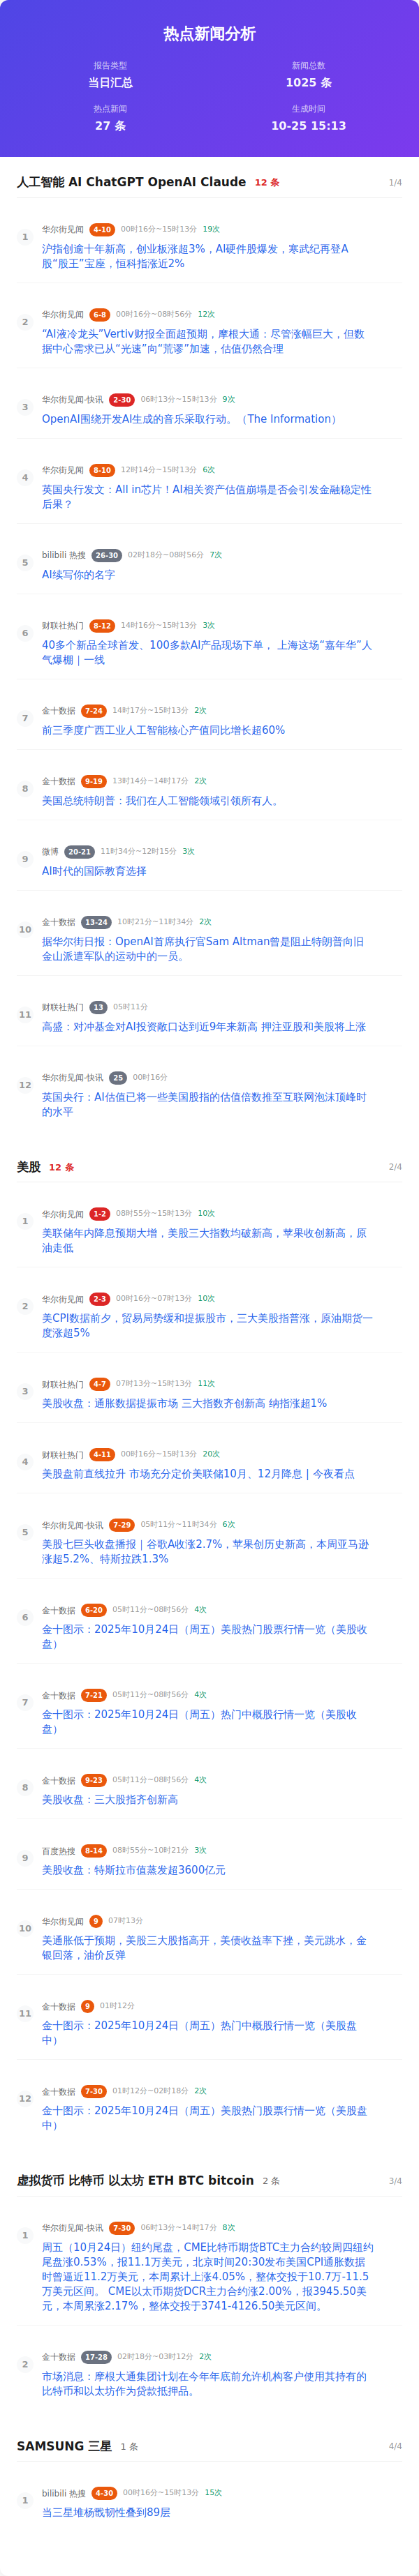 热点新闻分析
报告类型
新闻总数
当日汇总
1025 条
热点新闻
生成时间
27 条
10-25 15:13
人工智能 AI ChatGPT OpenAI Claude 12 条 1/4
1
华尔街见闻 4-10 00时16分~15时13分 19次
沪指创逾十年新高，创业板涨超3%，AI硬件股爆发，寒武纪再登A
股“股王”宝座，恒科指涨近2%
2
华尔街见闻 6-8 00时16分~08时56分 12次
“AI液冷龙头”Vertiv财报全面超预期，摩根大通：尽管涨幅巨大，但数
据中心需求已从“光速”向“荒谬”加速，估值仍然合理
3
华尔街见闻-快讯 2-30 06时13分~15时13分 9次
OpenAI围绕开发AI生成的音乐采取行动。（The Information）
4
华尔街见闻 8-10 12时14分~15时13分 6次
英国央行发文：All in芯片！AI相关资产估值崩塌是否会引发金融稳定性
后果？
5
bilibili 热搜 26-30 02时18分~08时56分 7次
AI续写你的名字
6
财联社热门 8-12 14时16分~15时13分 3次
40多个新品全球首发、100多款AI产品现场下单， 上海这场“嘉年华”人
气爆棚｜一线
7
金十数据 7-24 14时17分~15时13分 2次
前三季度广西工业人工智能核心产值同比增长超60%
8
金十数据 9-19 13时14分~14时17分 2次
美国总统特朗普：我们在人工智能领域引领所有人。
9
微博 20-21 11时34分~12时15分 3次
AI时代的国际教育选择
10
金十数据 13-24 10时21分~11时34分 2次
据华尔街日报：OpenAI首席执行官Sam Altman曾是阻止特朗普向旧
金山派遣军队的运动中的一员。
11
财联社热门 13 05时11分
高盛：对冲基金对AI投资敞口达到近9年来新高 押注亚股和美股将上涨
12
华尔街见闻-快讯 25 00时16分
英国央行：AI估值已将一些美国股指的估值倍数推至互联网泡沫顶峰时
的水平
美股 12 条 2/4
1
华尔街见闻 1-2 08时55分~15时13分 10次
美联储年内降息预期大增，美股三大指数均破新高，苹果收创新高，原
油走低
2
华尔街见闻 2-3 00时16分~07时13分 10次
美CPI数据前夕，贸易局势缓和提振股市，三大美股指普涨，原油期货一
度涨超5%
3
财联社热门 4-7 07时13分~15时13分 11次
美股收盘：通胀数据提振市场 三大指数齐创新高 纳指涨超1%
4
财联社热门 4-11 00时16分~15时13分 20次
美股盘前直线拉升 市场充分定价美联储10月、12月降息 | 今夜看点
5
华尔街见闻-快讯 7-29 05时11分~11时34分 6次
美股七巨头收盘播报｜谷歌A收涨2.7%，苹果创历史新高，本周亚马逊
涨超5.2%、特斯拉跌1.3%
6
金十数据 6-20 05时11分~08时56分 4次
金十图示：2025年10月24日（周五）美股热门股票行情一览（美股收
盘）
7
金十数据 7-21 05时11分~08时56分 4次
金十图示：2025年10月24日（周五）热门中概股行情一览（美股收
盘）
8
金十数据 9-23 05时11分~08时56分 4次
美股收盘：三大股指齐创新高
9
百度热搜 8-14 08时55分~10时21分 3次
美股收盘：特斯拉市值蒸发超3600亿元
10
华尔街见闻 9 07时13分
美通胀低于预期，美股三大股指高开，美债收益率下挫，美元跳水，金
银回落，油价反弹
11
金十数据 9 01时12分
金十图示：2025年10月24日（周五）热门中概股行情一览（美股盘
中）
12
金十数据 7-30 01时12分~02时18分 2次
金十图示：2025年10月24日（周五）美股热门股票行情一览（美股盘
中）
虚拟货币 比特币 以太坊 ETH BTC bitcoin 2 条 3/4
1
华尔街见闻-快讯 7-30 06时13分~14时17分 8次
周五（10月24日）纽约尾盘，CME比特币期货BTC主力合约较周四纽约
尾盘涨0.53%，报11.1万美元，北京时间20:30发布美国CPI通胀数据
时曾逼近11.2万美元，本周累计上涨4.05%，整体交投于10.7万-11.5
万美元区间。 CME以太币期货DCR主力合约涨2.00%，报3945.50美
元，本周累涨2.17%，整体交投于3741-4126.50美元区间。
2
金十数据 17-28 02时18分~03时12分 2次
市场消息：摩根大通集团计划在今年年底前允许机构客户使用其持有的
比特币和以太坊作为贷款抵押品。
SAMSUNG 三星 1 条 4/4
1
bilibili 热搜 4-30 00时16分~15时13分 15次
当三星堆杨戬韧性叠到89层